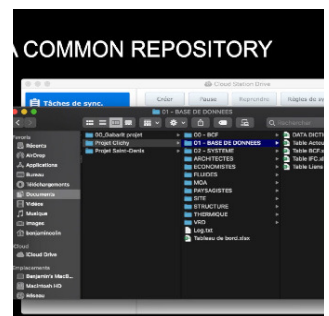 A COMMON REPOSITORY
Cloud Station Drive
Tâches de sync.
Créer
Pause
Reprendre
Règles de sy
01 - BASE DE DONNEES
Rechercher
Favoris
Récents
AirDrop
Applications
Bureau
Téléchargements
Documents
Vidéos
Musique
Images
benjamincolin
iCloud
iCloud Drive
Emplacements
Benjamin's MacB...
Macintosh HD
Réseau
00_Gabarit projet
Projet Clichy
Projet Saint-Denis
00 - BCF
01 - BASE DE DONNEES
02 - SYSTEME
ARCHITECTES
ECONOMISTES
FLUIDES
MOA
PAYSAGISTES
SITE
STRUCTURE
THERMIQUE
VRD
Log.txt
Tableau de bord.xlsx
DATA DICTI
Table Acteu
Table BCF.x
Table IFC.x
Table Liens